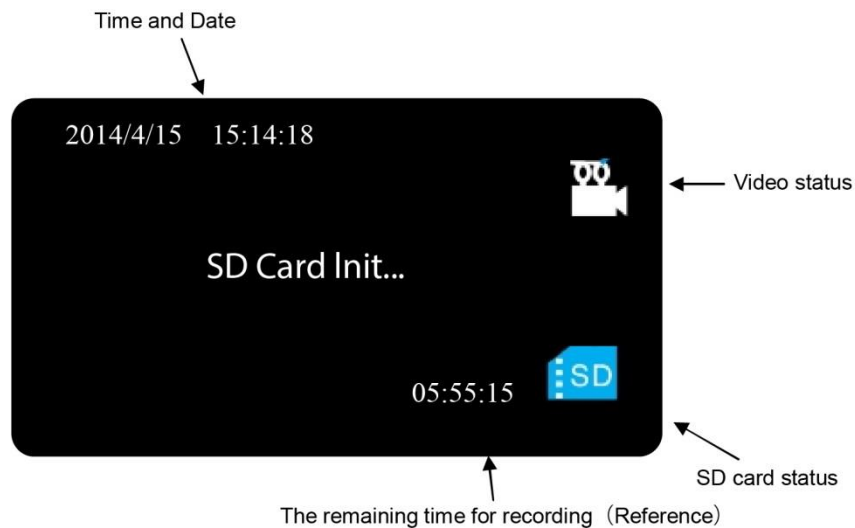 Time and Date
2014/4/15 15:14:18
Video status
SD Card Init...
SD
05:55:15
SD card status
The remaining time for recording（Reference）